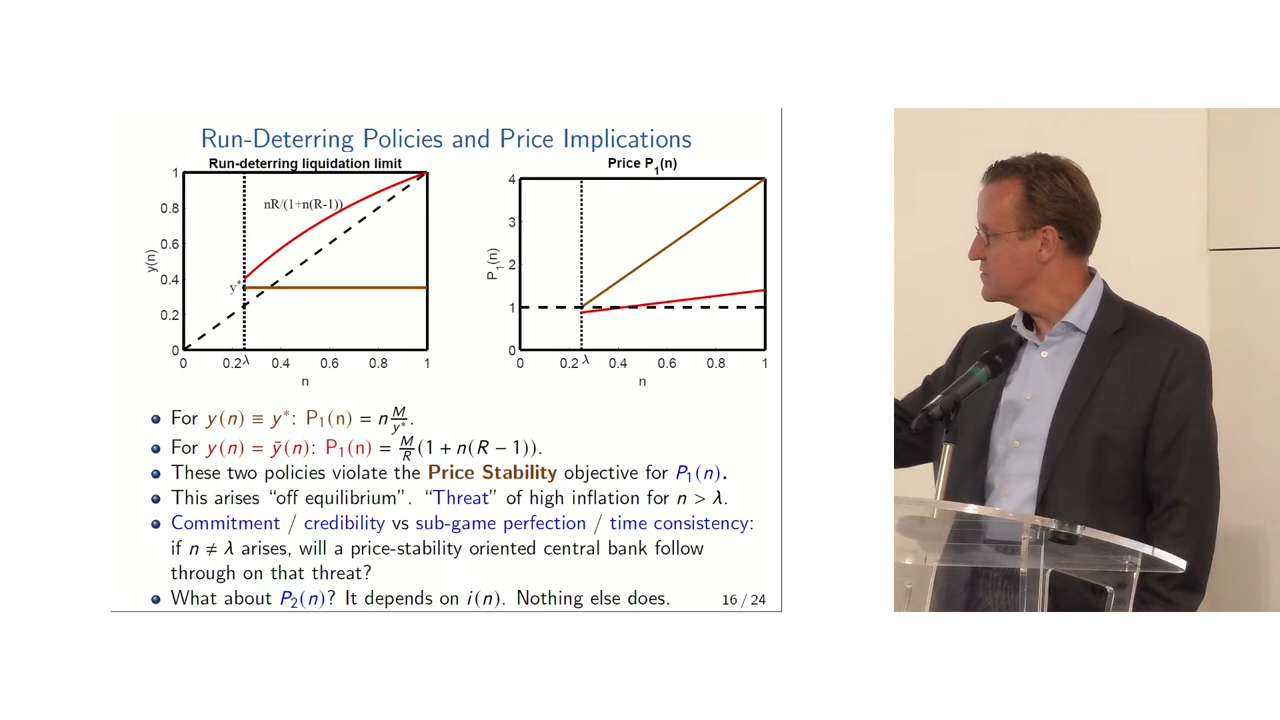 Run-Deterring Policies and Price Implications
Run-deterring liquidation limit
1
0.8
0.6
0.4
0.2
0
y(n)
nR/(1+n(R-1))
y*
0
0.2
λ
0.4
0.6
0.8
1
n
Price P₁(n)
4
3
2
1
0
P₁(n)
0
0.2
λ
0.4
0.6
0.8
1
n
For y(n) ≡ y*: P₁(n) = n M/y*.
For y(n) = ȳ(n): P₁(n) = M/R (1 + n(R − 1)).
These two policies violate the Price Stability objective for P₁(n).
This arises “off equilibrium”. “Threat” of high inflation for n > λ.
Commitment / credibility vs sub-game perfection / time consistency:
if n ≠ λ arises, will a price-stability oriented central bank follow
through on that threat?
What about P₂(n)? It depends on i(n). Nothing else does.
16 / 24